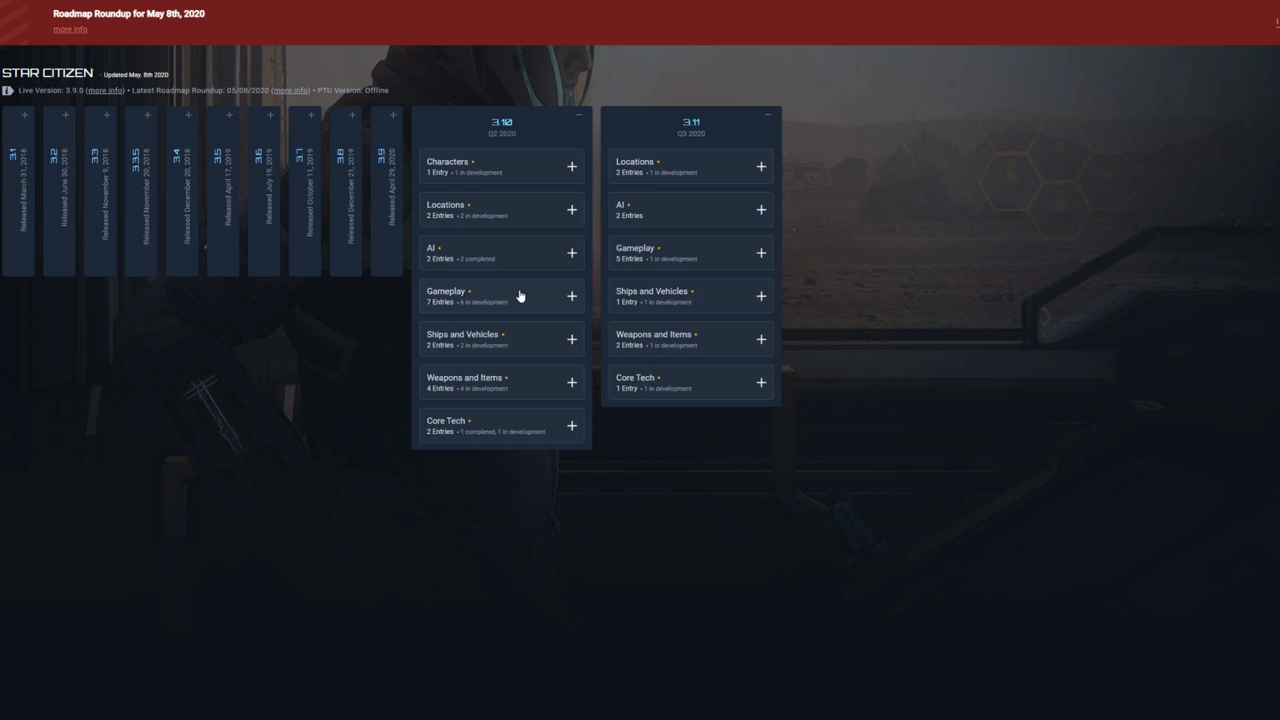 Roadmap Roundup for May 8th, 2020
more info
STAR CITIZEN • Updated May. 8th 2020
Live Version: 3.9.0 (more info) • Latest Roadmap Roundup: 05/08/2020 (more info) • PTU Version: Offline
3.1 Released March 31, 2018
3.2 Released June 30, 2018
3.3 Released November 9, 2018
3.3.5 Released November 20, 2018
3.4 Released December 20, 2018
3.5 Released April 17, 2019
3.6 Released July 19, 2019
3.7 Released October 11, 2019
3.8 Released December 21, 2019
3.9 Released April 29, 2020
3.10
Q2 2020
Characters •
1 Entry • 1 in development
Locations •
2 Entries • 2 in development
AI •
2 Entries • 2 completed
Gameplay •
7 Entries • 6 in development
Ships and Vehicles •
2 Entries • 2 in development
Weapons and Items •
4 Entries • 4 in development
Core Tech •
2 Entries • 1 completed, 1 in development
3.11
Q3 2020
Locations •
2 Entries • 1 in development
AI •
2 Entries
Gameplay •
5 Entries • 1 in development
Ships and Vehicles •
1 Entry • 1 in development
Weapons and Items •
2 Entries • 1 in development
Core Tech •
1 Entry • 1 in development